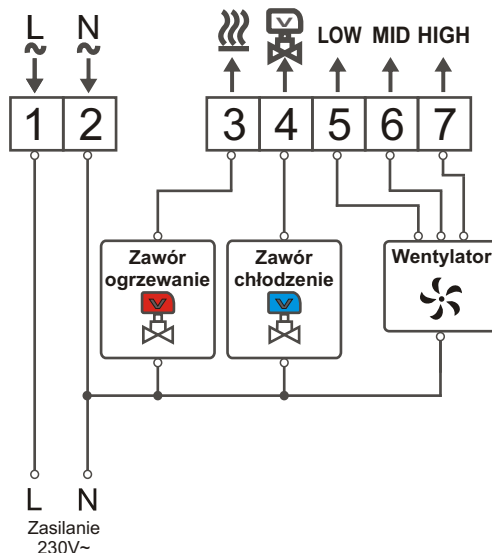 L N LOW MID HIGH
1 2 3 4 5 6 7
Zawór ogrzewanie
Zawór chłodzenie
Wentylator
L N
Zasilanie
230V~